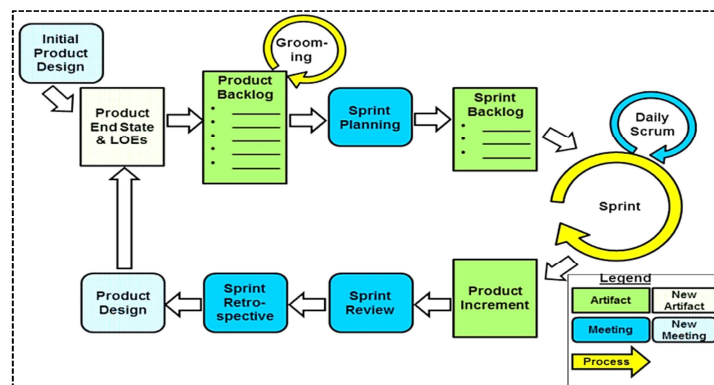 Initial
Product
Design
Groom-
ing
Product
End State
& LOEs
Product
Backlog
Sprint
Planning
Sprint
Backlog
Daily
Scrum
Sprint
Product
Design
Sprint
Retro-
spective
Sprint
Review
Product
Increment
Legend
Artifact
New
Artifact
Meeting
New
Meeting
Process